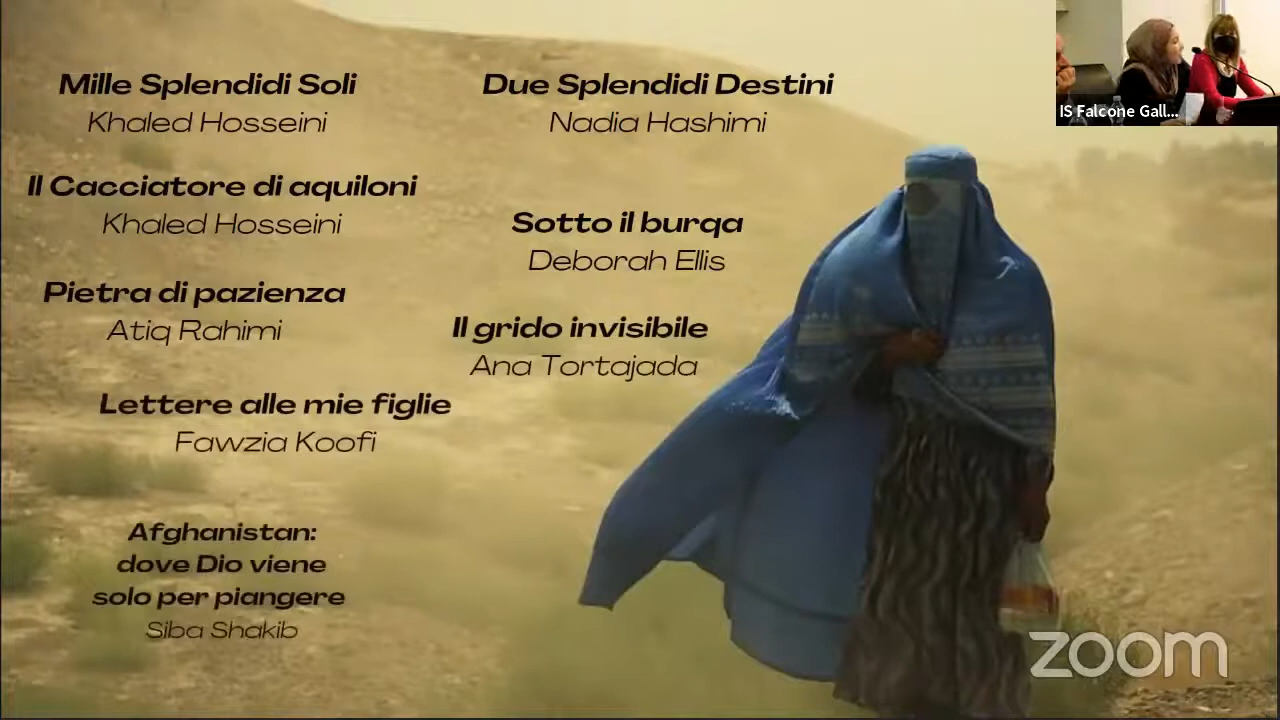 Mille Splendidi Soli
Khaled Hosseini
Il Cacciatore di aquiloni
Khaled Hosseini
Pietra di pazienza
Atiq Rahimi
Lettere alle mie figlie
Fawzia Koofi
Afghanistan:
dove Dio viene
solo per piangere
Siba Shakib
Due Splendidi Destini
Nadia Hashimi
Sotto il burqa
Deborah Ellis
Il grido invisibile
Ana Tortajada
IS Falcone Gall...
zoom